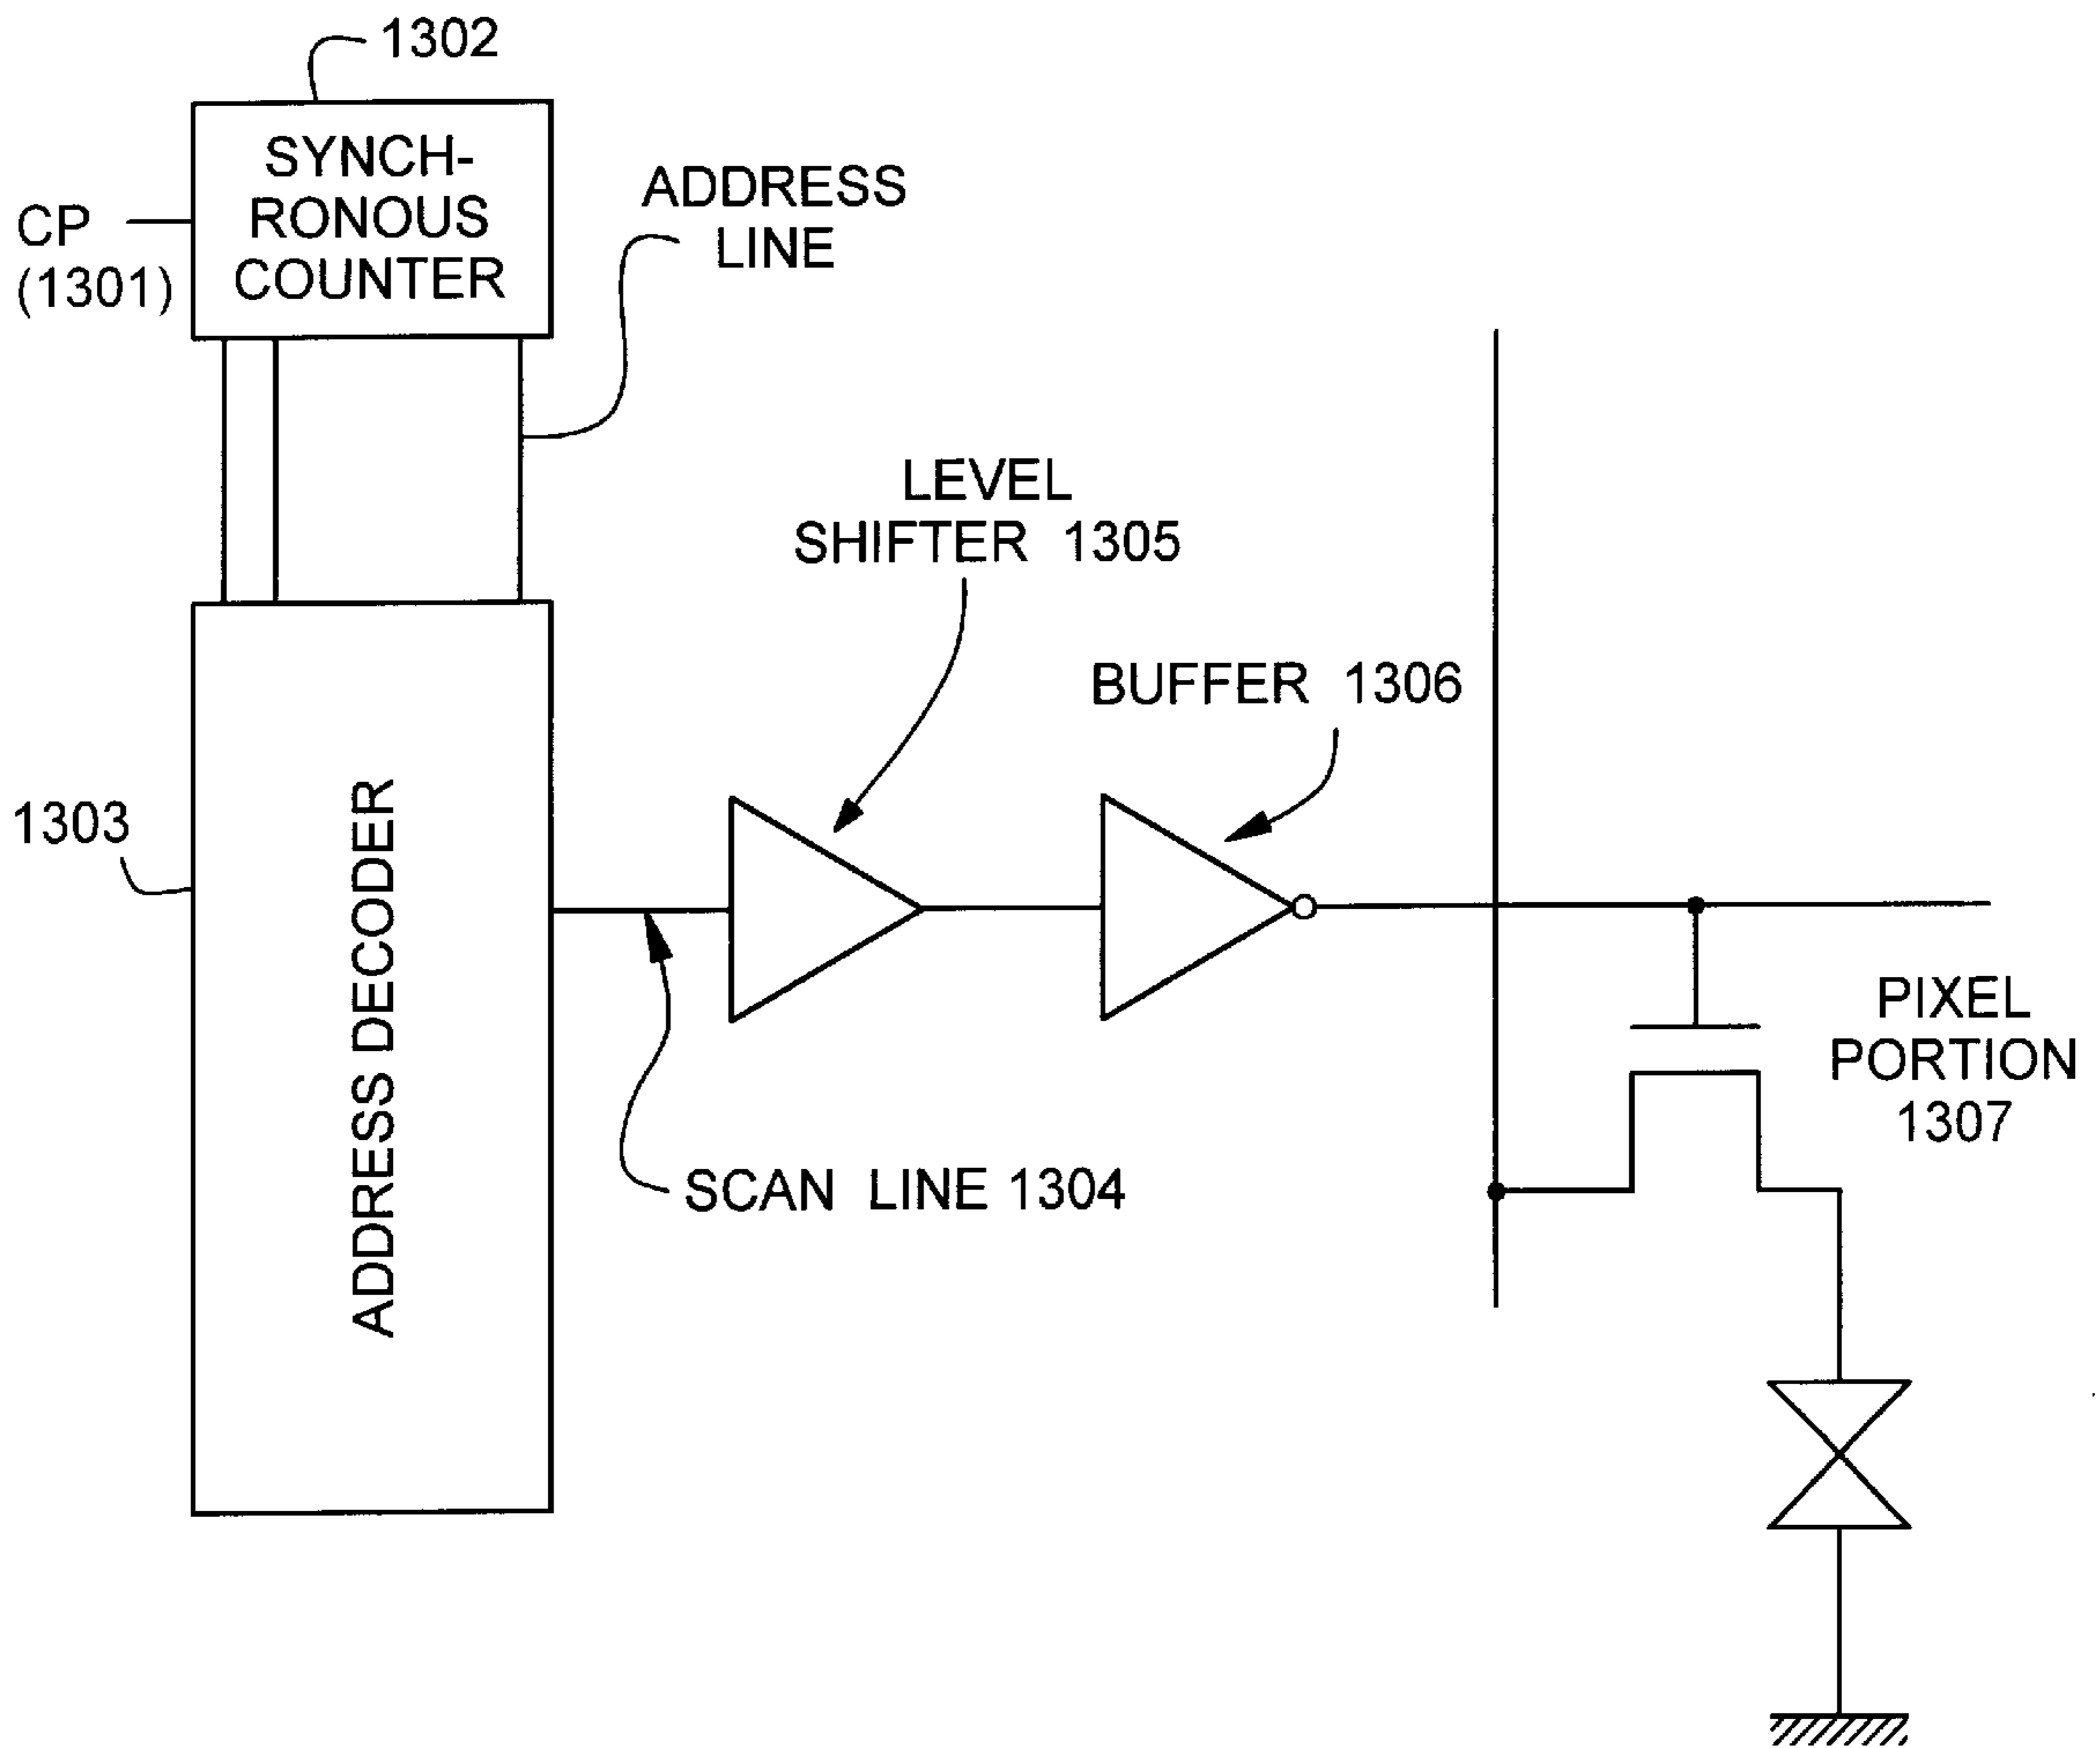 1302
SYNCH-
RONOUS
COUNTER
CP
(1301)
ADDRESS
LINE
LEVEL
SHIFTER 1305
BUFFER 1306
1303
ADDRESS DECODER
SCAN LINE 1304
PIXEL
PORTION
1307